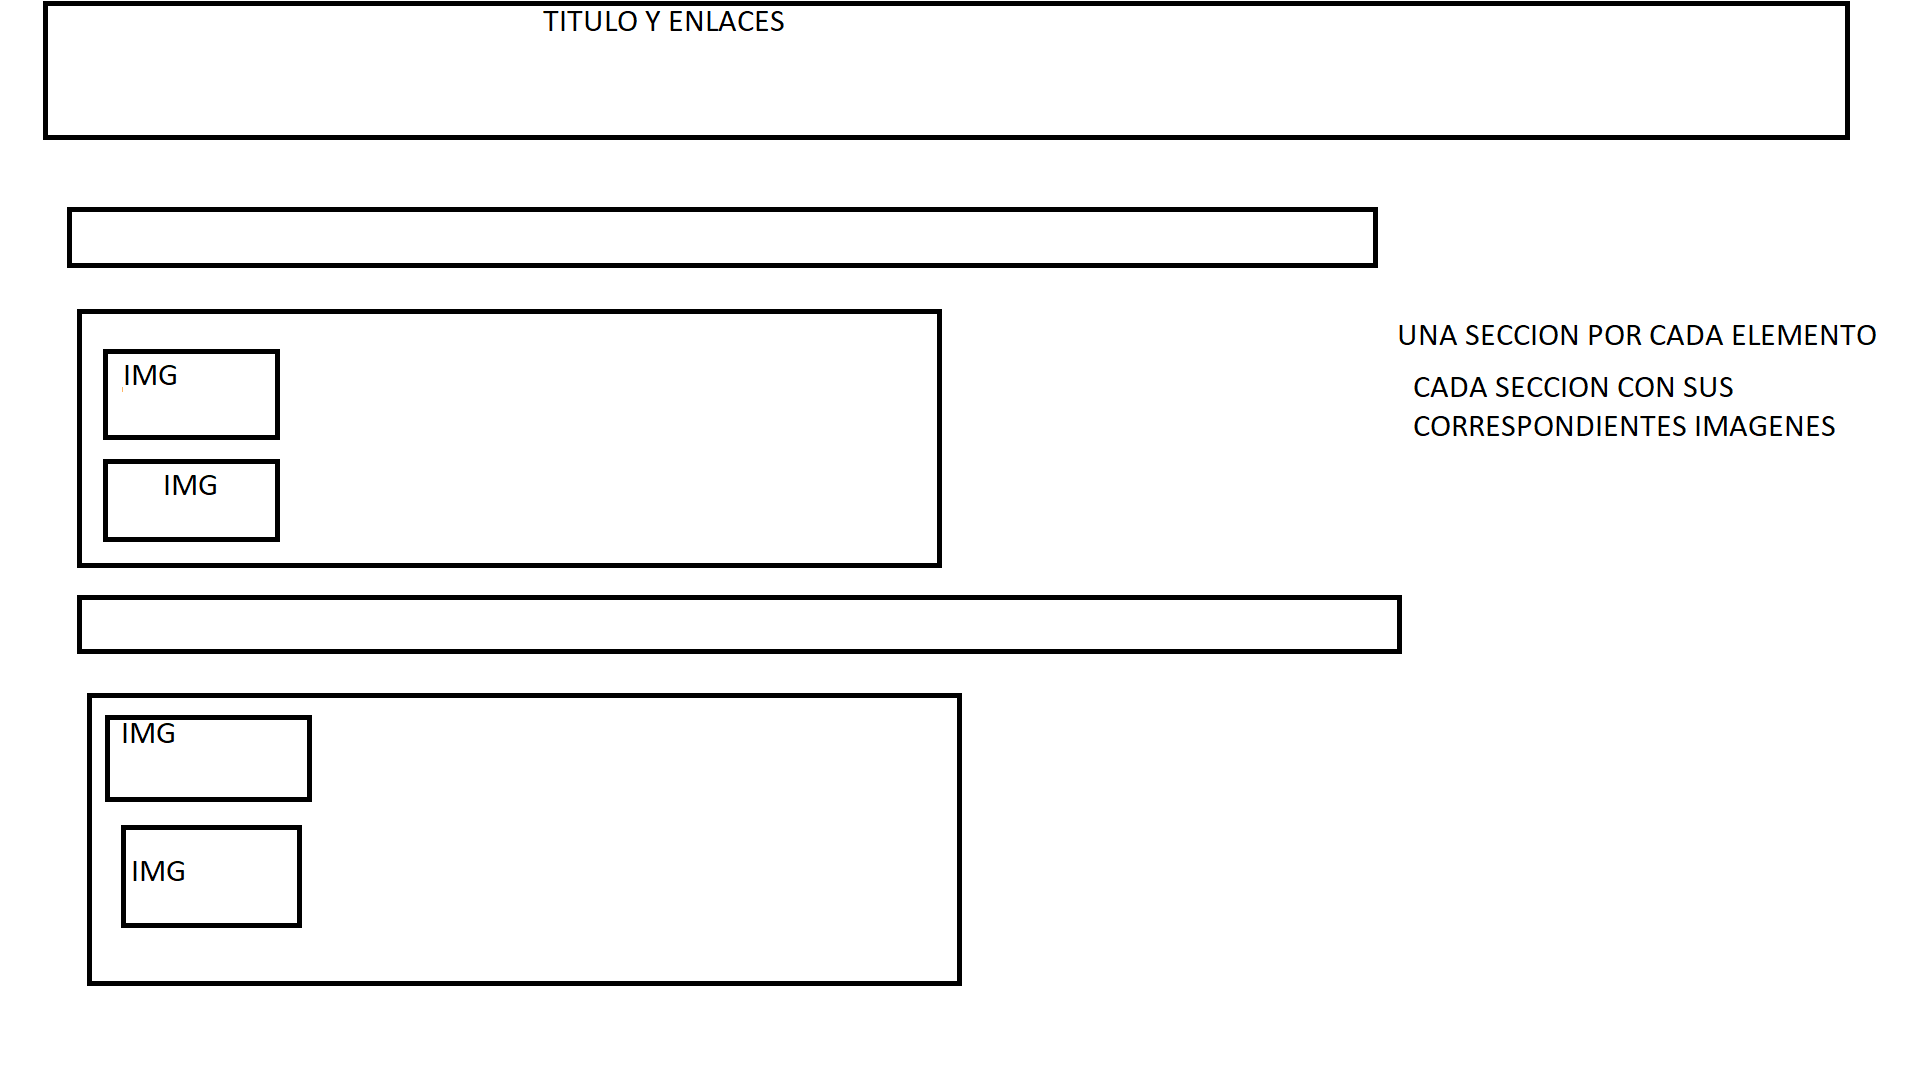 TITULO Y ENLACES
UNA SECCION POR CADA ELEMENTO
CADA SECCION CON SUS
CORRESPONDIENTES IMAGENES
IMG
IMG
IMG
IMG